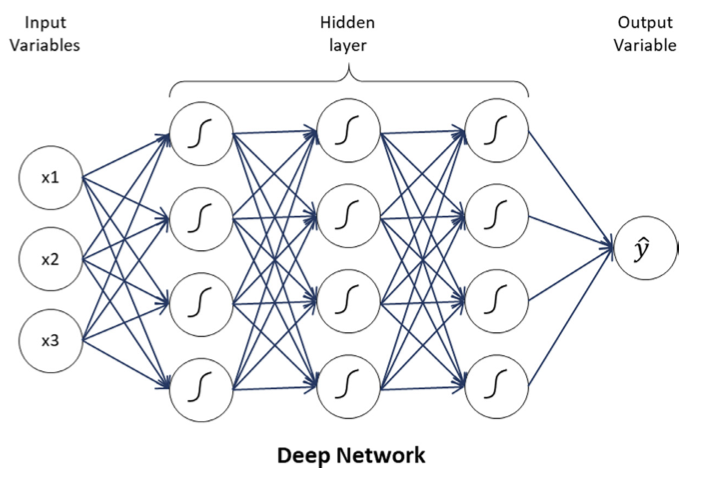 Input
Variables
Hidden
layer
Output
Variable
x1
x2
x3
∫
∫
∫
∫
∫
∫
∫
∫
∫
∫
∫
∫
ŷ
Deep Network